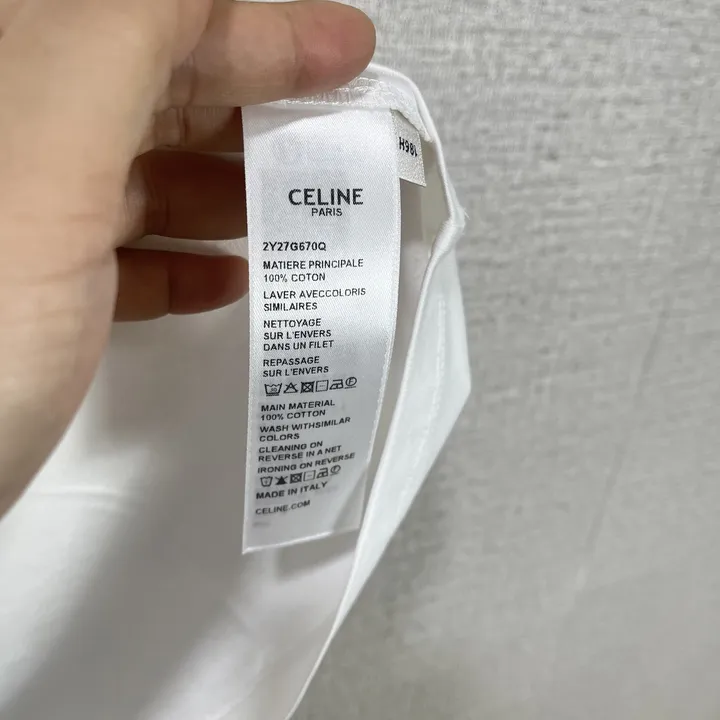 CELINE
PARIS
2Y27G670Q
MATIERE PRINCIPALE
100% COTON
LAVER AVECCOLORIS
SIMILAIRES
NETTOYAGE
SUR L'ENVERS
DANS UN FILET
REPASSAGE
SUR L'ENVERS
MAIN MATERIAL
100% COTTON
WASH WITHSIMILAR
COLORS
CLEANING ON
REVERSE IN A NET
IRONING ON REVERSE
MADE IN ITALY
CELINE.COM